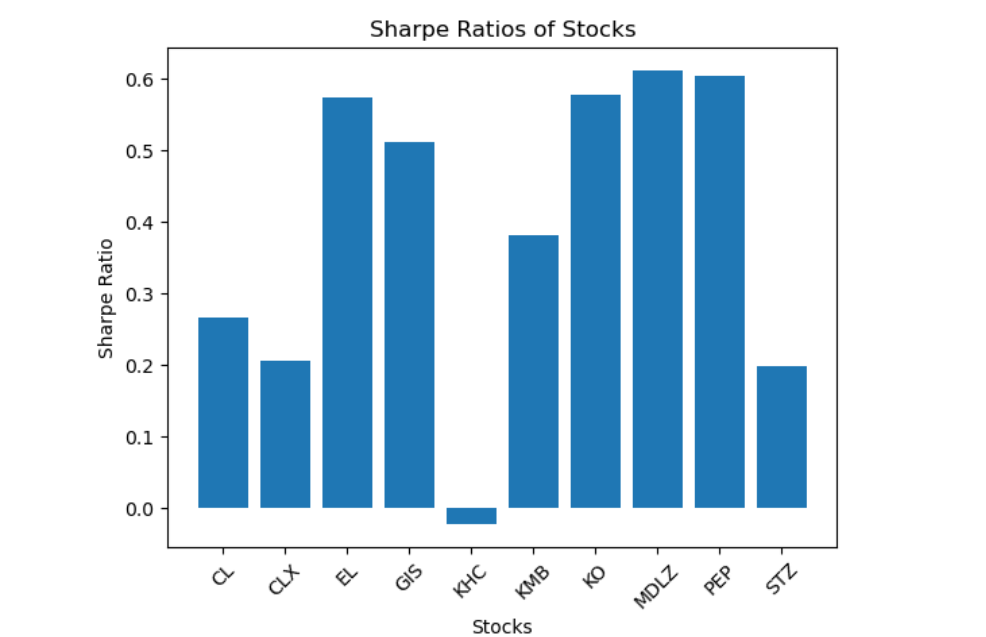 Sharpe Ratios of Stocks
Sharpe Ratio
0.6
0.5
0.4
0.3
0.2
0.1
0.0
CL CLX EL GIS KHC KMB KO MDLZ PEP STZ
Stocks